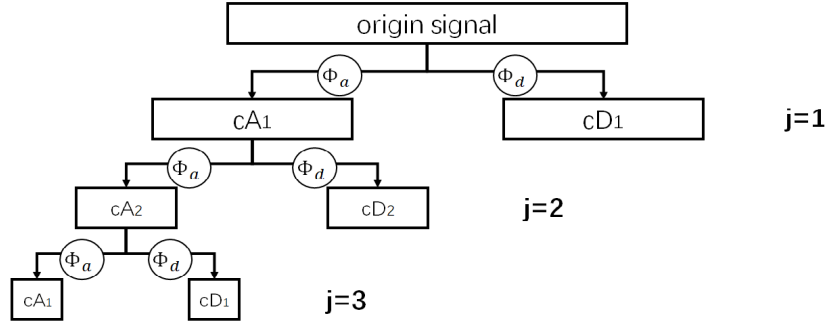 origin signal
Φa Φd
cA1 cD1 j=1
Φa Φd
cA2 cD2 j=2
Φa Φd
cA1 cD1 j=3